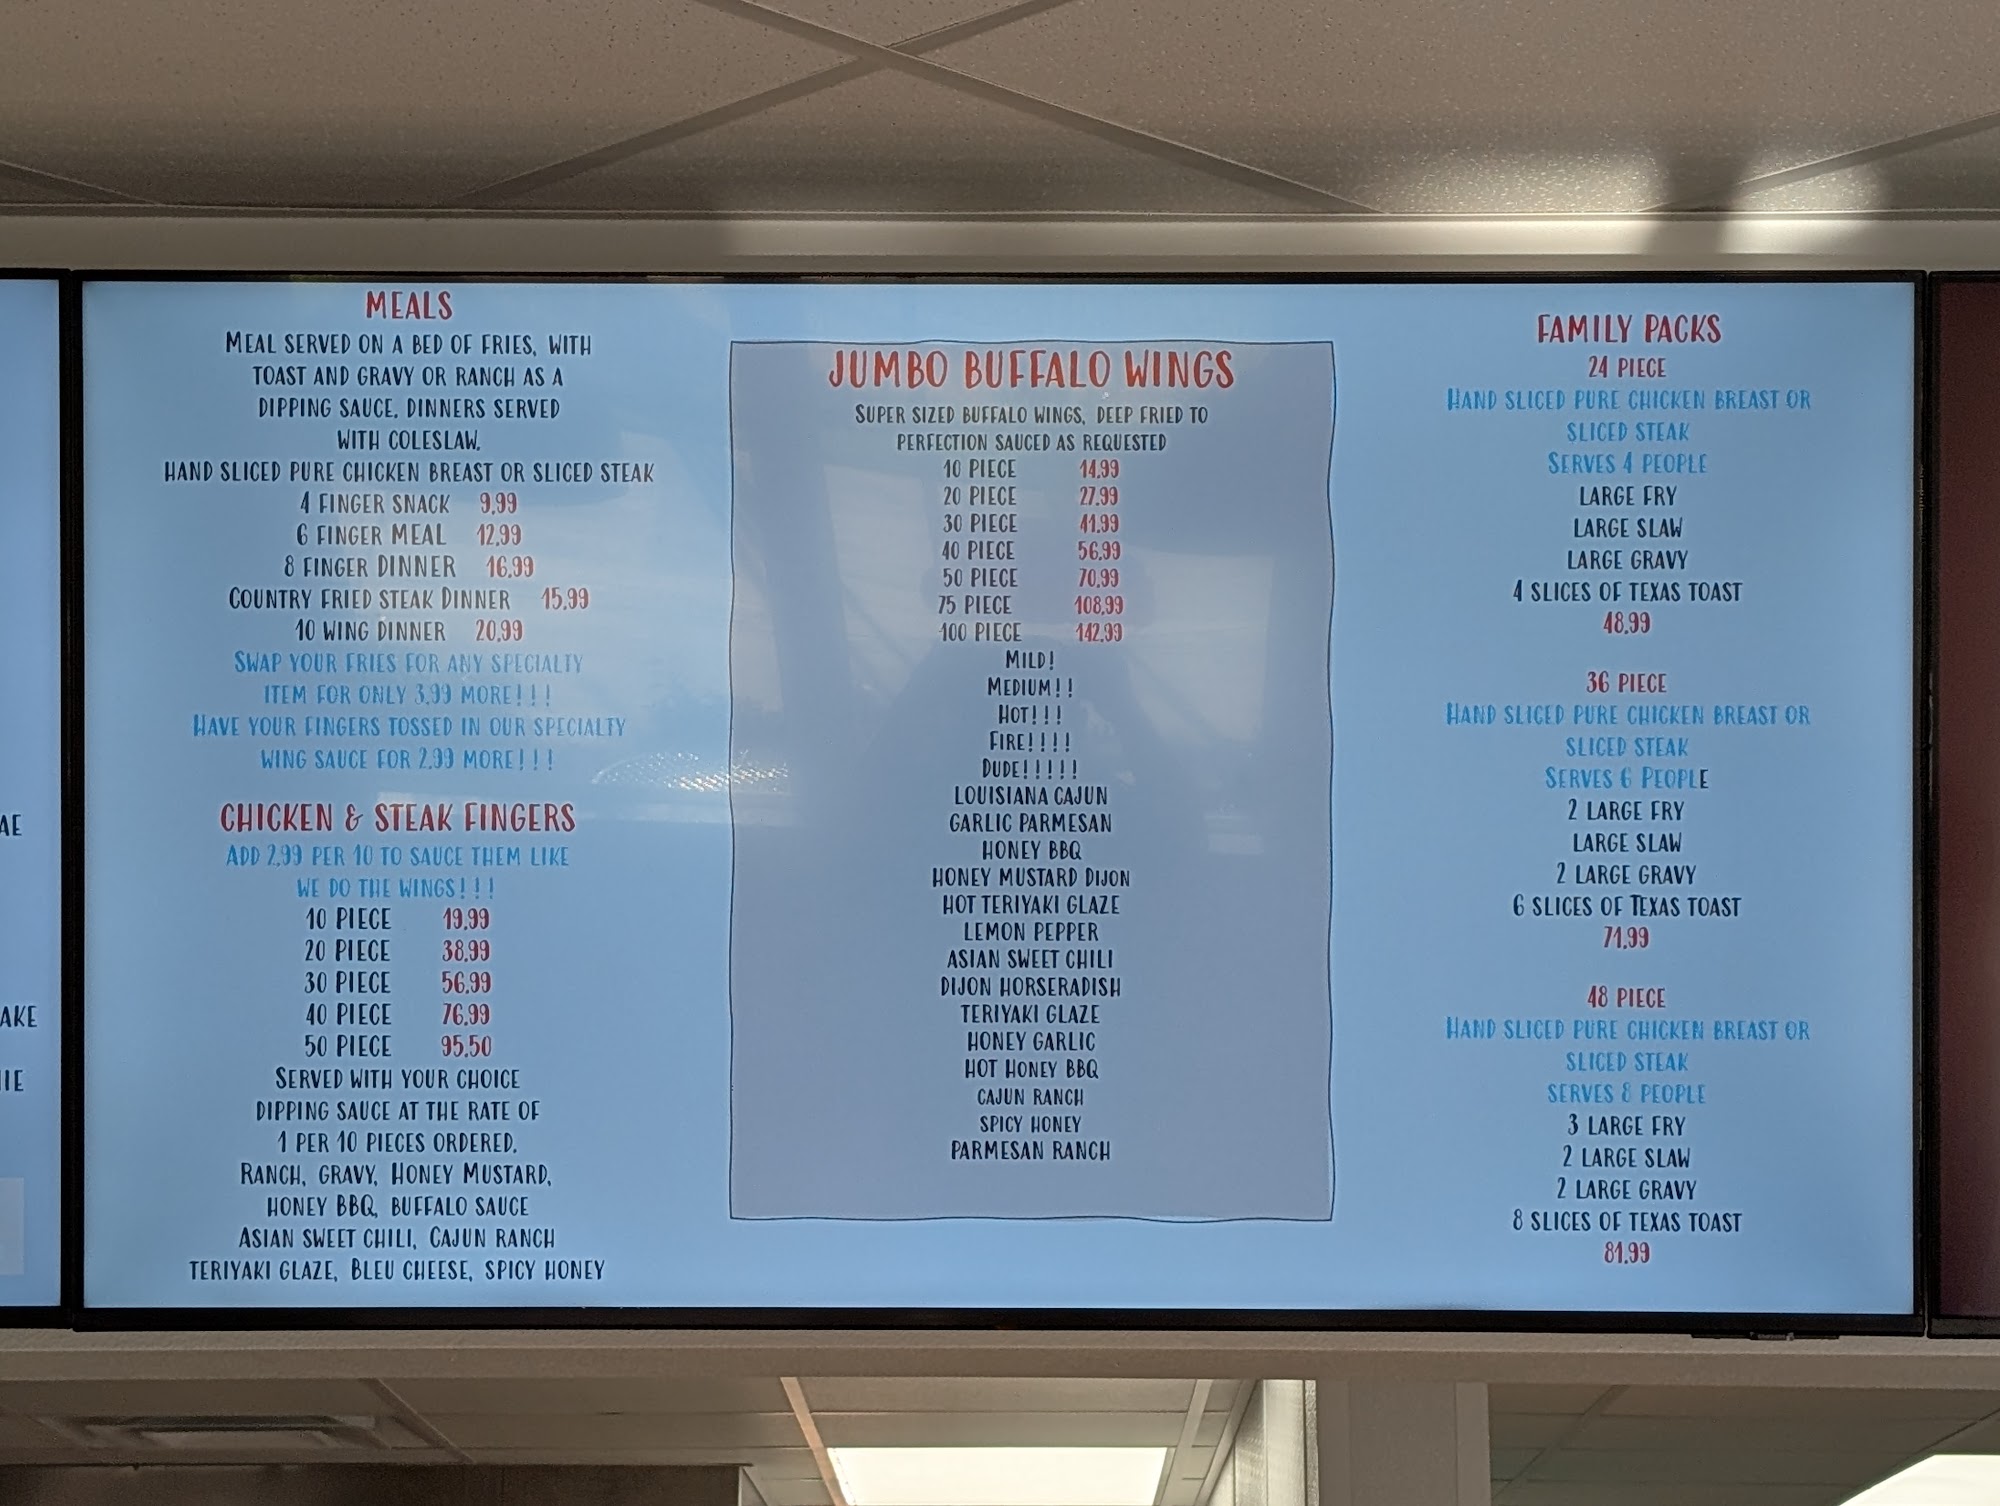 AE
AKE
IE
MEALS
MEAL SERVED ON A BED OF FRIES, WITH
TOAST AND GRAVY OR RANCH AS A
DIPPING SAUCE. DINNERS SERVED
WITH COLESLAW.
HAND SLICED PURE CHICKEN BREAST OR SLICED STEAK
4 FINGER SNACK 9.99
6 FINGER MEAL 12.99
8 FINGER DINNER 16.99
COUNTRY FRIED STEAK DINNER 15.99
10 WING DINNER 20.99
SWAP YOUR FRIES FOR ANY SPECIALTY
ITEM FOR ONLY 3.99 MORE!!!
HAVE YOUR FINGERS TOSSED IN OUR SPECIALTY
WING SAUCE FOR 2.99 MORE!!!
CHICKEN & STEAK FINGERS
ADD 2.99 PER 10 TO SAUCE THEM LIKE
WE DO THE WINGS!!!
10 PIECE 19.99
20 PIECE 38.99
30 PIECE 56.99
40 PIECE 76.99
50 PIECE 95.50
SERVED WITH YOUR CHOICE
DIPPING SAUCE AT THE RATE OF
1 PER 10 PIECES ORDERED.
RANCH, GRAVY, HONEY MUSTARD,
HONEY BBQ, BUFFALO SAUCE
ASIAN SWEET CHILI, CAJUN RANCH
TERIYAKI GLAZE, BLEU CHEESE, SPICY HONEY
JUMBO BUFFALO WINGS
SUPER SIZED BUFFALO WINGS, DEEP FRIED TO
PERFECTION SAUCED AS REQUESTED
10 PIECE 14.99
20 PIECE 27.99
30 PIECE 41.99
40 PIECE 56.99
50 PIECE 70.99
75 PIECE 108.99
100 PIECE 142.99
MILD!
MEDIUM!!
HOT!!!
FIRE!!!!
DUDE!!!!!
LOUISIANA CAJUN
GARLIC PARMESAN
HONEY BBQ
HONEY MUSTARD DIJON
HOT TERIYAKI GLAZE
LEMON PEPPER
ASIAN SWEET CHILI
DIJON HORSERADISH
TERIYAKI GLAZE
HONEY GARLIC
HOT HONEY BBQ
CAJUN RANCH
SPICY HONEY
PARMESAN RANCH
FAMILY PACKS
24 PIECE
HAND SLICED PURE CHICKEN BREAST OR
SLICED STEAK
SERVES 4 PEOPLE
LARGE FRY
LARGE SLAW
LARGE GRAVY
4 SLICES OF TEXAS TOAST
48.99
36 PIECE
HAND SLICED PURE CHICKEN BREAST OR
SLICED STEAK
SERVES 6 PEOPLE
2 LARGE FRY
LARGE SLAW
2 LARGE GRAVY
6 SLICES OF TEXAS TOAST
71.99
48 PIECE
HAND SLICED PURE CHICKEN BREAST OR
SLICED STEAK
SERVES 8 PEOPLE
3 LARGE FRY
2 LARGE SLAW
2 LARGE GRAVY
8 SLICES OF TEXAS TOAST
81.99